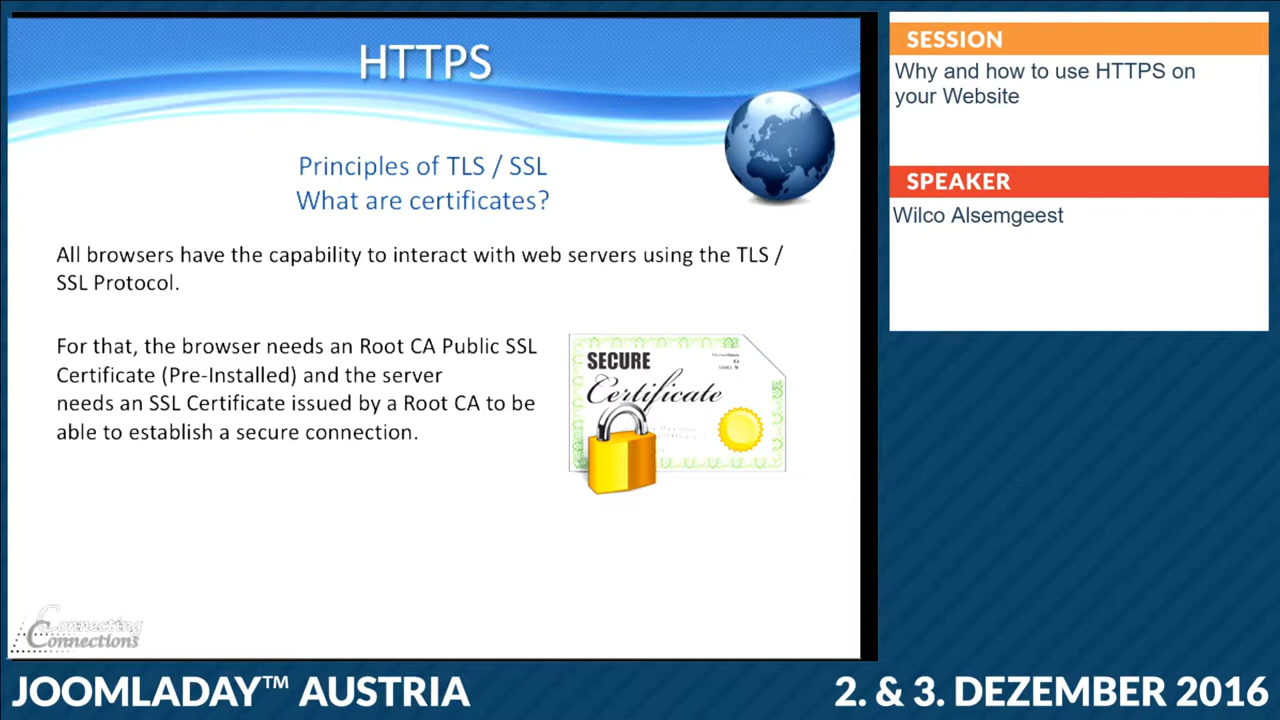 HTTPS
Principles of TLS / SSL
What are certificates?
All browsers have the capability to interact with web servers using the TLS /
SSL Protocol.
For that, the browser needs an Root CA Public SSL
Certificate (Pre-Installed) and the server
needs an SSL Certificate issued by a Root CA to be
able to establish a secure connection.
SECURE
Certificate
Connecting
Connections
SESSION
Why and how to use HTTPS on
your Website
SPEAKER
Wilco Alsemgeest
JOOMLADAY™ AUSTRIA
2. & 3. DEZEMBER 2016